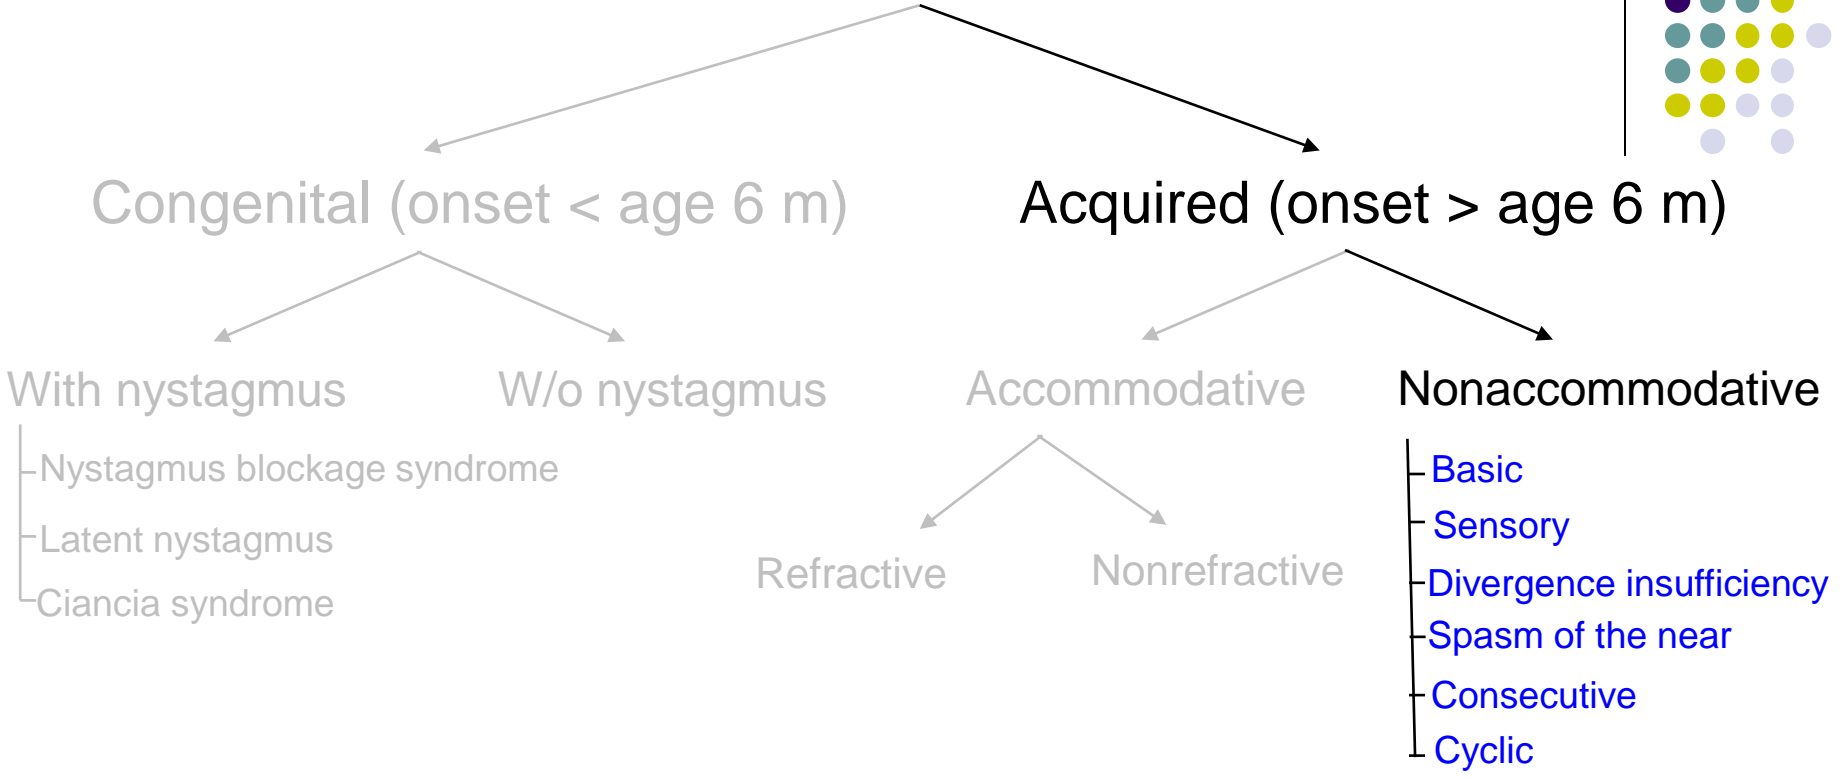 Congenital (onset < age 6 m)
Acquired (onset > age 6 m)
With nystagmus
W/o nystagmus
Accommodative
Nonaccommodative
Nystagmus blockage syndrome
Latent nystagmus
Ciancia syndrome
Refractive
Nonrefractive
Basic
Sensory
Divergence insufficiency
Spasm of the near
Consecutive
Cyclic